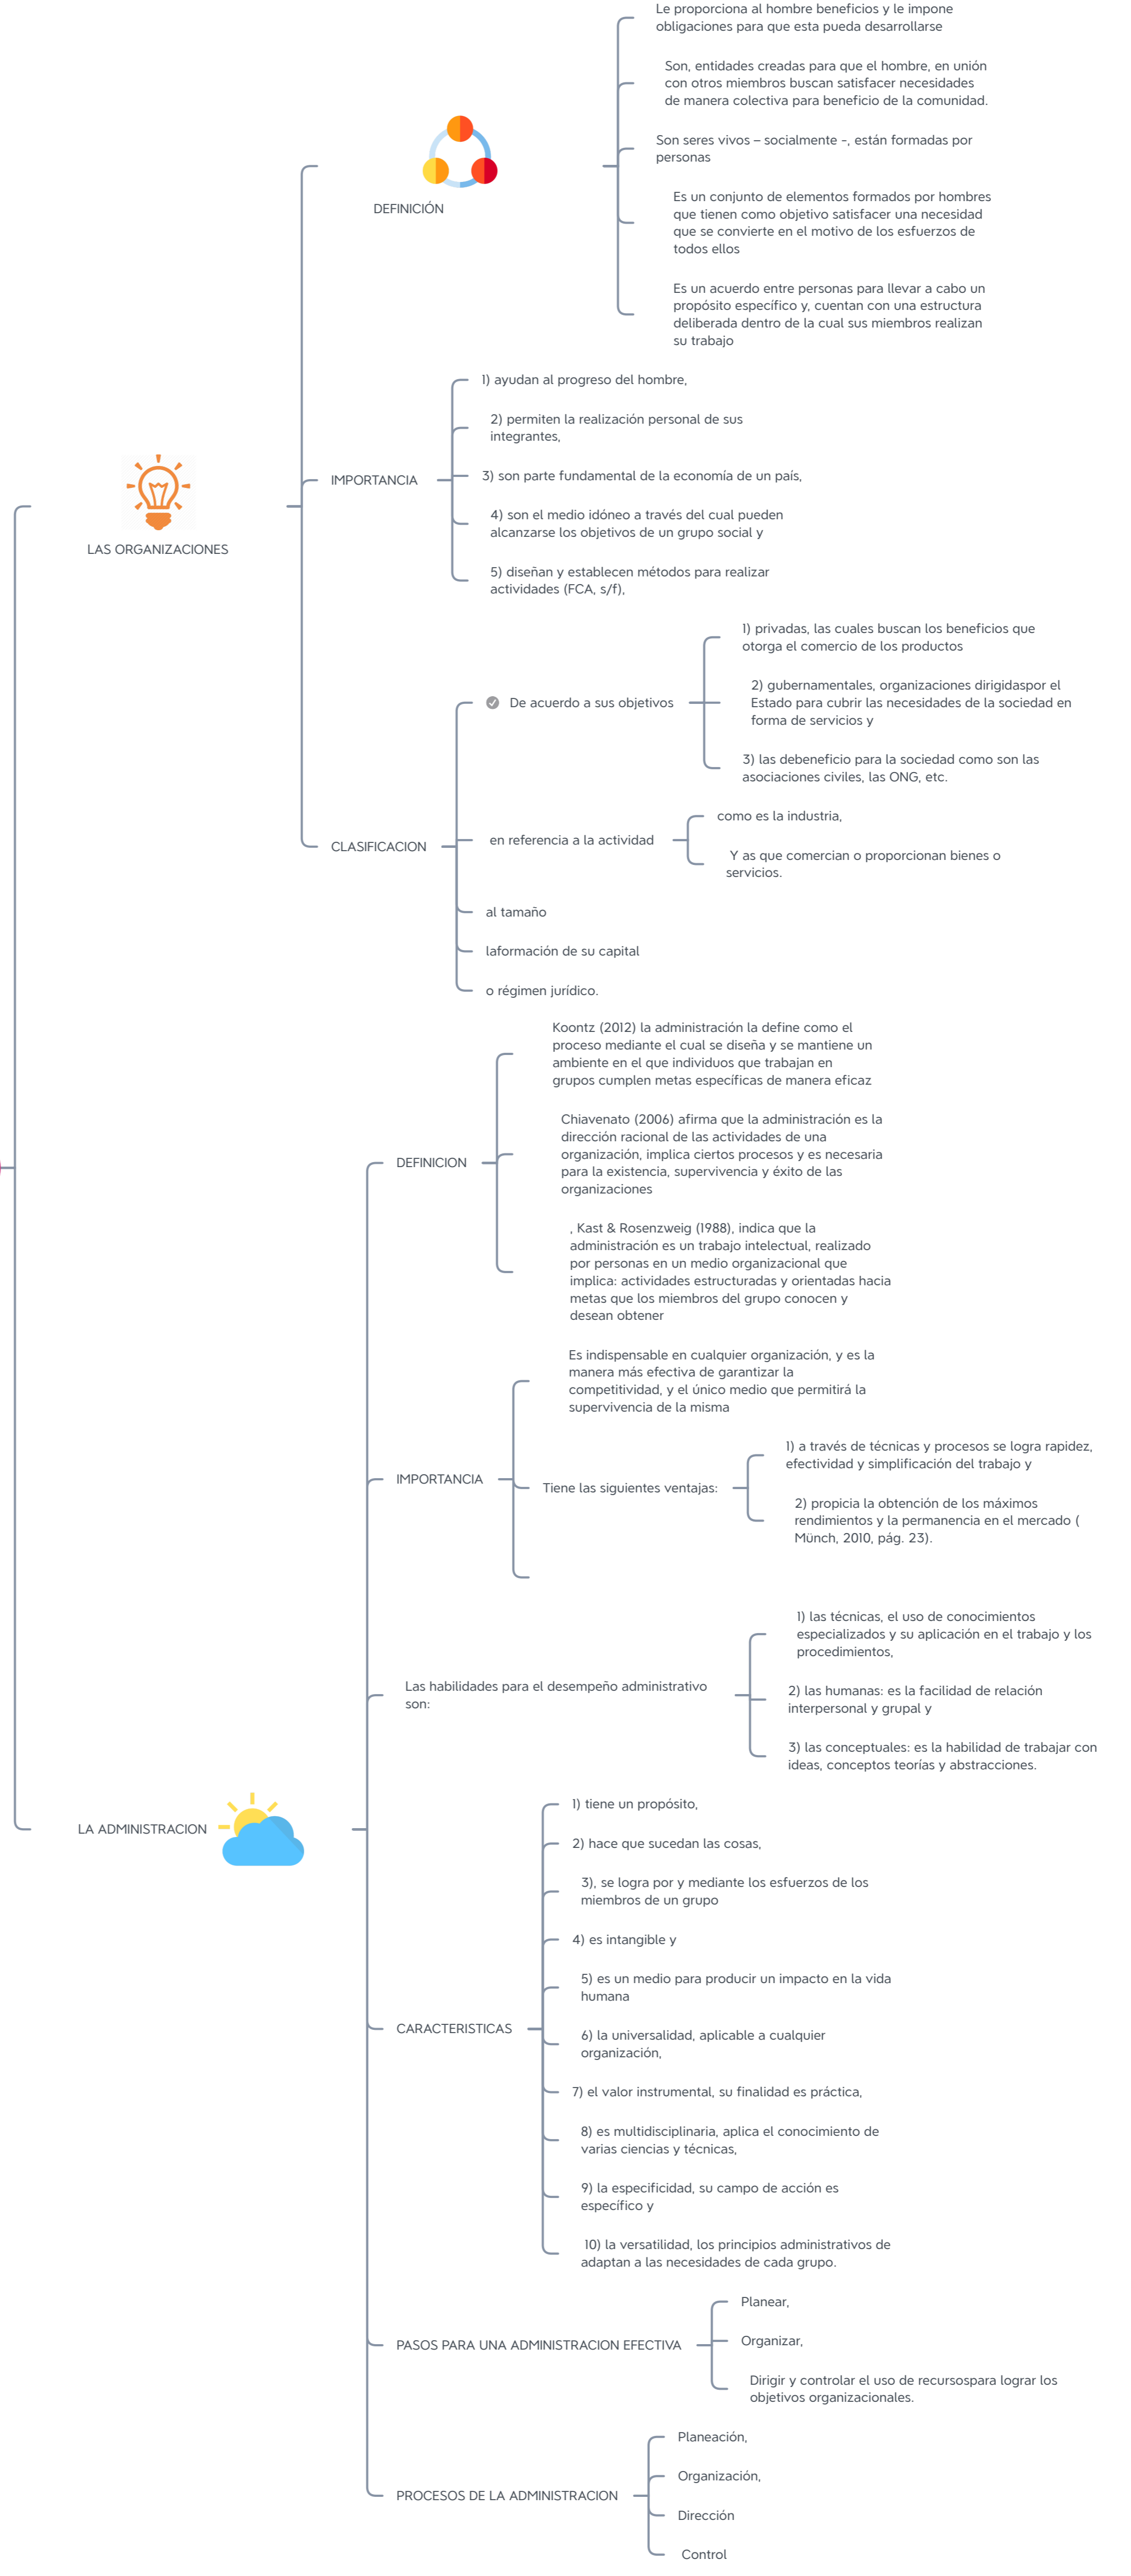 Le proporciona al hombre beneficios y le impone
obligaciones para que esta pueda desarrollarse
Son, entidades creadas para que el hombre, en unión
con otros miembros buscan satisfacer necesidades
de manera colectiva para beneficio de la comunidad.
Son seres vivos – socialmente -, están formadas por
personas
Es un conjunto de elementos formados por hombres
que tienen como objetivo satisfacer una necesidad
que se convierte en el motivo de los esfuerzos de
todos ellos
Es un acuerdo entre personas para llevar a cabo un
propósito específico y, cuentan con una estructura
deliberada dentro de la cual sus miembros realizan
su trabajo
DEFINICIÓN
1) ayudan al progreso del hombre,
2) permiten la realización personal de sus
integrantes,
3) son parte fundamental de la economía de un país,
4) son el medio idóneo a través del cual pueden
alcanzarse los objetivos de un grupo social y
5) diseñan y establecen métodos para realizar
actividades (FCA, s/f),
IMPORTANCIA
LAS ORGANIZACIONES
1) privadas, las cuales buscan los beneficios que
otorga el comercio de los productos
2) gubernamentales, organizaciones dirigidaspor el
Estado para cubrir las necesidades de la sociedad en
forma de servicios y
3) las debeneficio para la sociedad como son las
asociaciones civiles, las ONG, etc.
De acuerdo a sus objetivos
como es la industria,
Y as que comercian o proporcionan bienes o
servicios.
en referencia a la actividad
CLASIFICACION
al tamaño
laformación de su capital
o régimen jurídico.
Koontz (2012) la administración la define como el
proceso mediante el cual se diseña y se mantiene un
ambiente en el que individuos que trabajan en
grupos cumplen metas específicas de manera eficaz
Chiavenato (2006) afirma que la administración es la
dirección racional de las actividades de una
organización, implica ciertos procesos y es necesaria
para la existencia, supervivencia y éxito de las
organizaciones
, Kast & Rosenzweig (1988), indica que la
administración es un trabajo intelectual, realizado
por personas en un medio organizacional que
implica: actividades estructuradas y orientadas hacia
metas que los miembros del grupo conocen y
desean obtener
DEFINICION
Es indispensable en cualquier organización, y es la
manera más efectiva de garantizar la
competitividad, y el único medio que permitirá la
supervivencia de la misma
1) a través de técnicas y procesos se logra rapidez,
efectividad y simplificación del trabajo y
2) propicia la obtención de los máximos
rendimientos y la permanencia en el mercado (
Münch, 2010, pág. 23).
Tiene las siguientes ventajas:
IMPORTANCIA
1) las técnicas, el uso de conocimientos
especializados y su aplicación en el trabajo y los
procedimientos,
2) las humanas: es la facilidad de relación
interpersonal y grupal y
3) las conceptuales: es la habilidad de trabajar con
ideas, conceptos teorías y abstracciones.
Las habilidades para el desempeño administrativo
son:
LA ADMINISTRACION
1) tiene un propósito,
2) hace que sucedan las cosas,
3), se logra por y mediante los esfuerzos de los
miembros de un grupo
4) es intangible y
5) es un medio para producir un impacto en la vida
humana
6) la universalidad, aplicable a cualquier
organización,
7) el valor instrumental, su finalidad es práctica,
8) es multidisciplinaria, aplica el conocimiento de
varias ciencias y técnicas,
9) la especificidad, su campo de acción es
específico y
10) la versatilidad, los principios administrativos de
adaptan a las necesidades de cada grupo.
CARACTERISTICAS
Planear,
Organizar,
Dirigir y controlar el uso de recursospara lograr los
objetivos organizacionales.
PASOS PARA UNA ADMINISTRACION EFECTIVA
Planeación,
Organización,
Dirección
Control
PROCESOS DE LA ADMINISTRACION